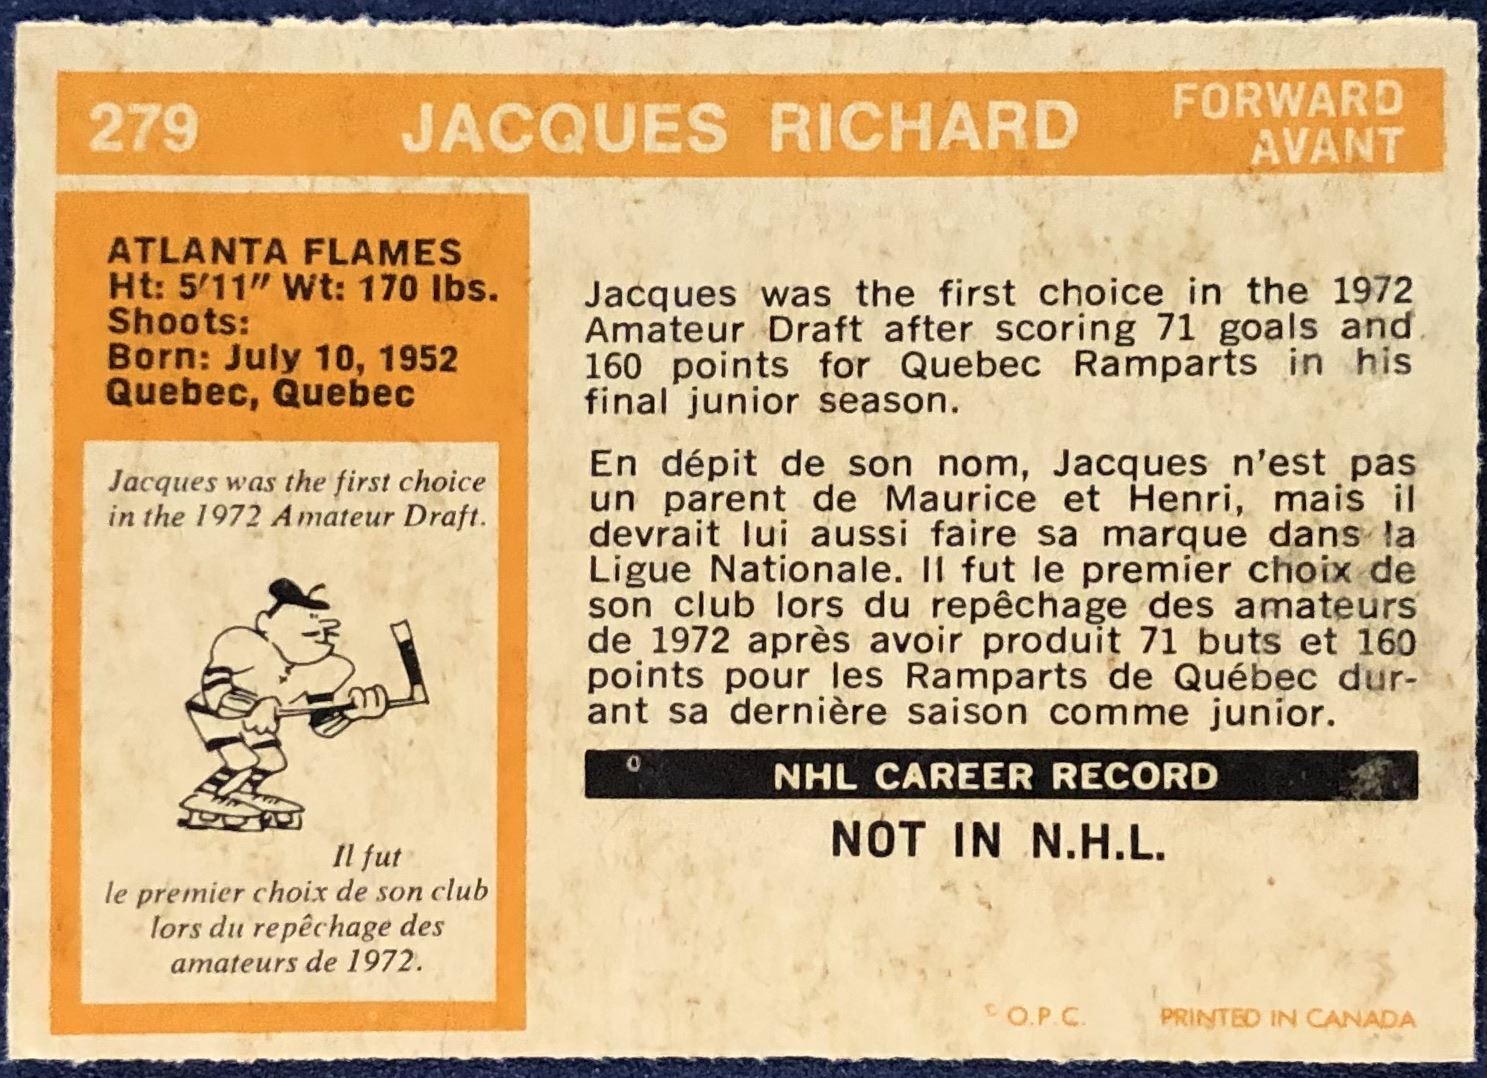 279 JACQUES RICHARD FORWARD
AVANT
ATLANTA FLAMES
Ht: 5'11" Wt: 170 lbs.
Shoots:
Born: July 10, 1952
Quebec, Quebec
Jacques was the first choice
in the 1972 Amateur Draft.
Il fut
le premier choix de son club
lors du repêchage des
amateurs de 1972.
Jacques was the first choice in the 1972
Amateur Draft after scoring 71 goals and
160 points for Quebec Ramparts in his
final junior season.
En dépit de son nom, Jacques n'est pas
un parent de Maurice et Henri, mais il
devrait lui aussi faire sa marque dans la
Ligue Nationale. Il fut le premier choix de
son club lors du repêchage des amateurs
de 1972 après avoir produit 71 buts et 160
points pour les Ramparts de Québec dur-
ant sa dernière saison comme junior.
NHL CAREER RECORD
NOT IN N.H.L.
© O.P.C. PRINTED IN CANADA